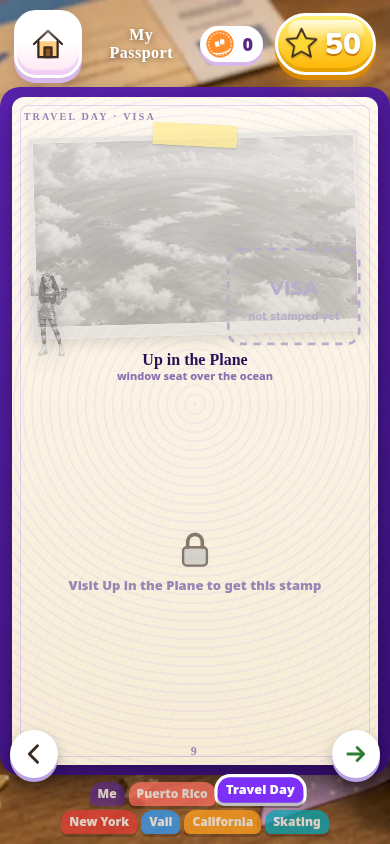 My
Passport
0
50
TRAVEL DAY · VISA
VISA
not stamped yet
Up in the Plane
window seat over the ocean
Visit Up in the Plane to get this stamp
9
Me
Puerto Rico
Travel Day
New York
Vail
California
Skating